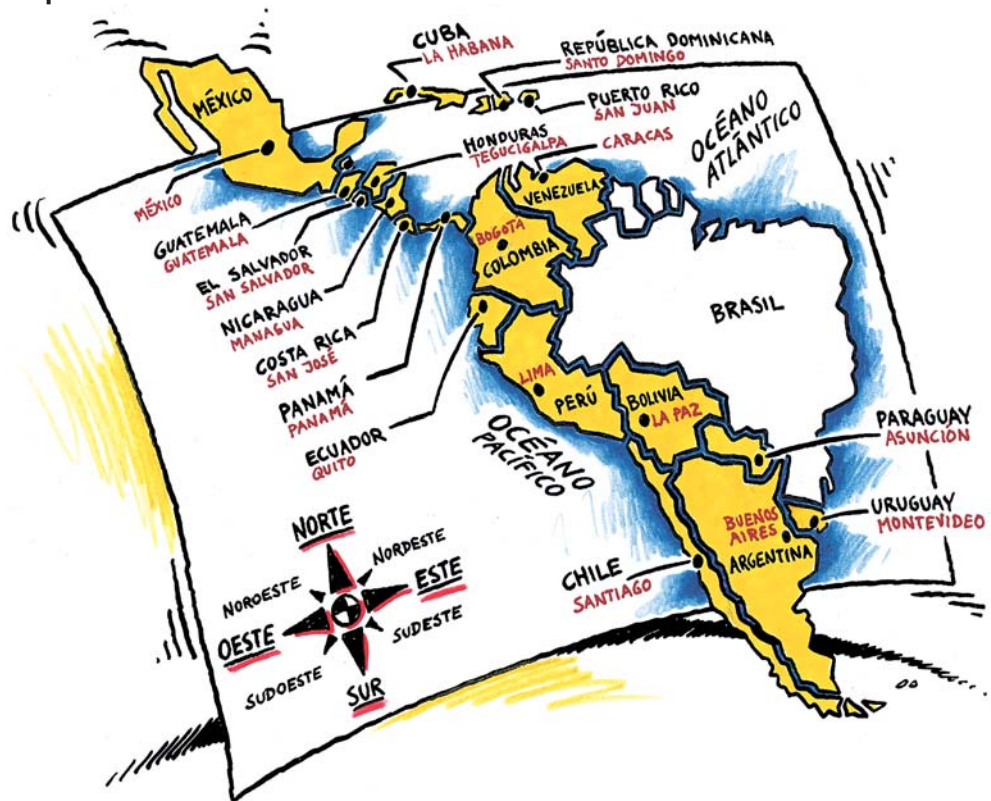 CUBA
LA HABANA
REPÚBLICA DOMINICANA
SANTO DOMINGO
PUERTO RICO
SAN JUAN
MÉXICO
MÉXICO
HONDURAS
TEGUCIGALPA
CARACAS
VENEZUELA
OCÉANO
ATLÁNTICO
GUATEMALA
GUATEMALA
EL SALVADOR
SAN SALVADOR
NICARAGUA
MANAGUA
COSTA RICA
SAN JOSÉ
PANAMÁ
PANAMÁ
ECUADOR
QUITO
BOGOTA
COLOMBIA
BRASIL
LIMA
PERÚ
BOLIVIA
LA PAZ
OCÉANO
PACÍFICO
PARAGUAY
ASUNCIÓN
URUGUAY
MONTEVIDEO
BUENOS
AIRES
ARGENTINA
CHILE
SANTIAGO
NORTE
NOROESTE
NORDESTE
OESTE
ESTE
SUDOESTE
SUDESTE
SUR